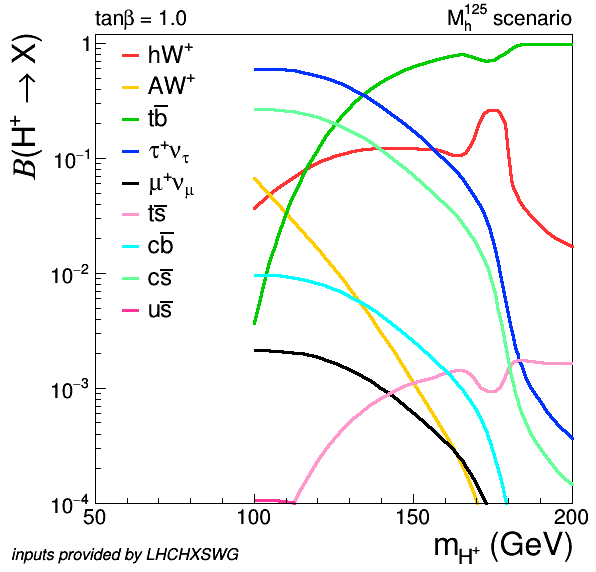 tanβ = 1.0
M_h^125 scenario
B(H⁺ → X)
1
10⁻¹
10⁻²
10⁻³
10⁻⁴
hW⁺
AW⁺
tb̅
τ⁺ν_τ
μ⁺ν_μ
ts̅
cb̅
cs̅
us̅
50 100 150 200
m_H⁺ (GeV)
inputs provided by LHCHXSWG